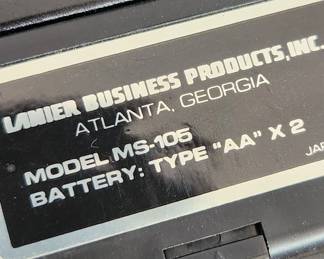 LANIER BUSINESS PRODUCTS, INC.
ATLANTA, GEORGIA
MODEL MS-105
BATTERY: TYPE "AA" X 2